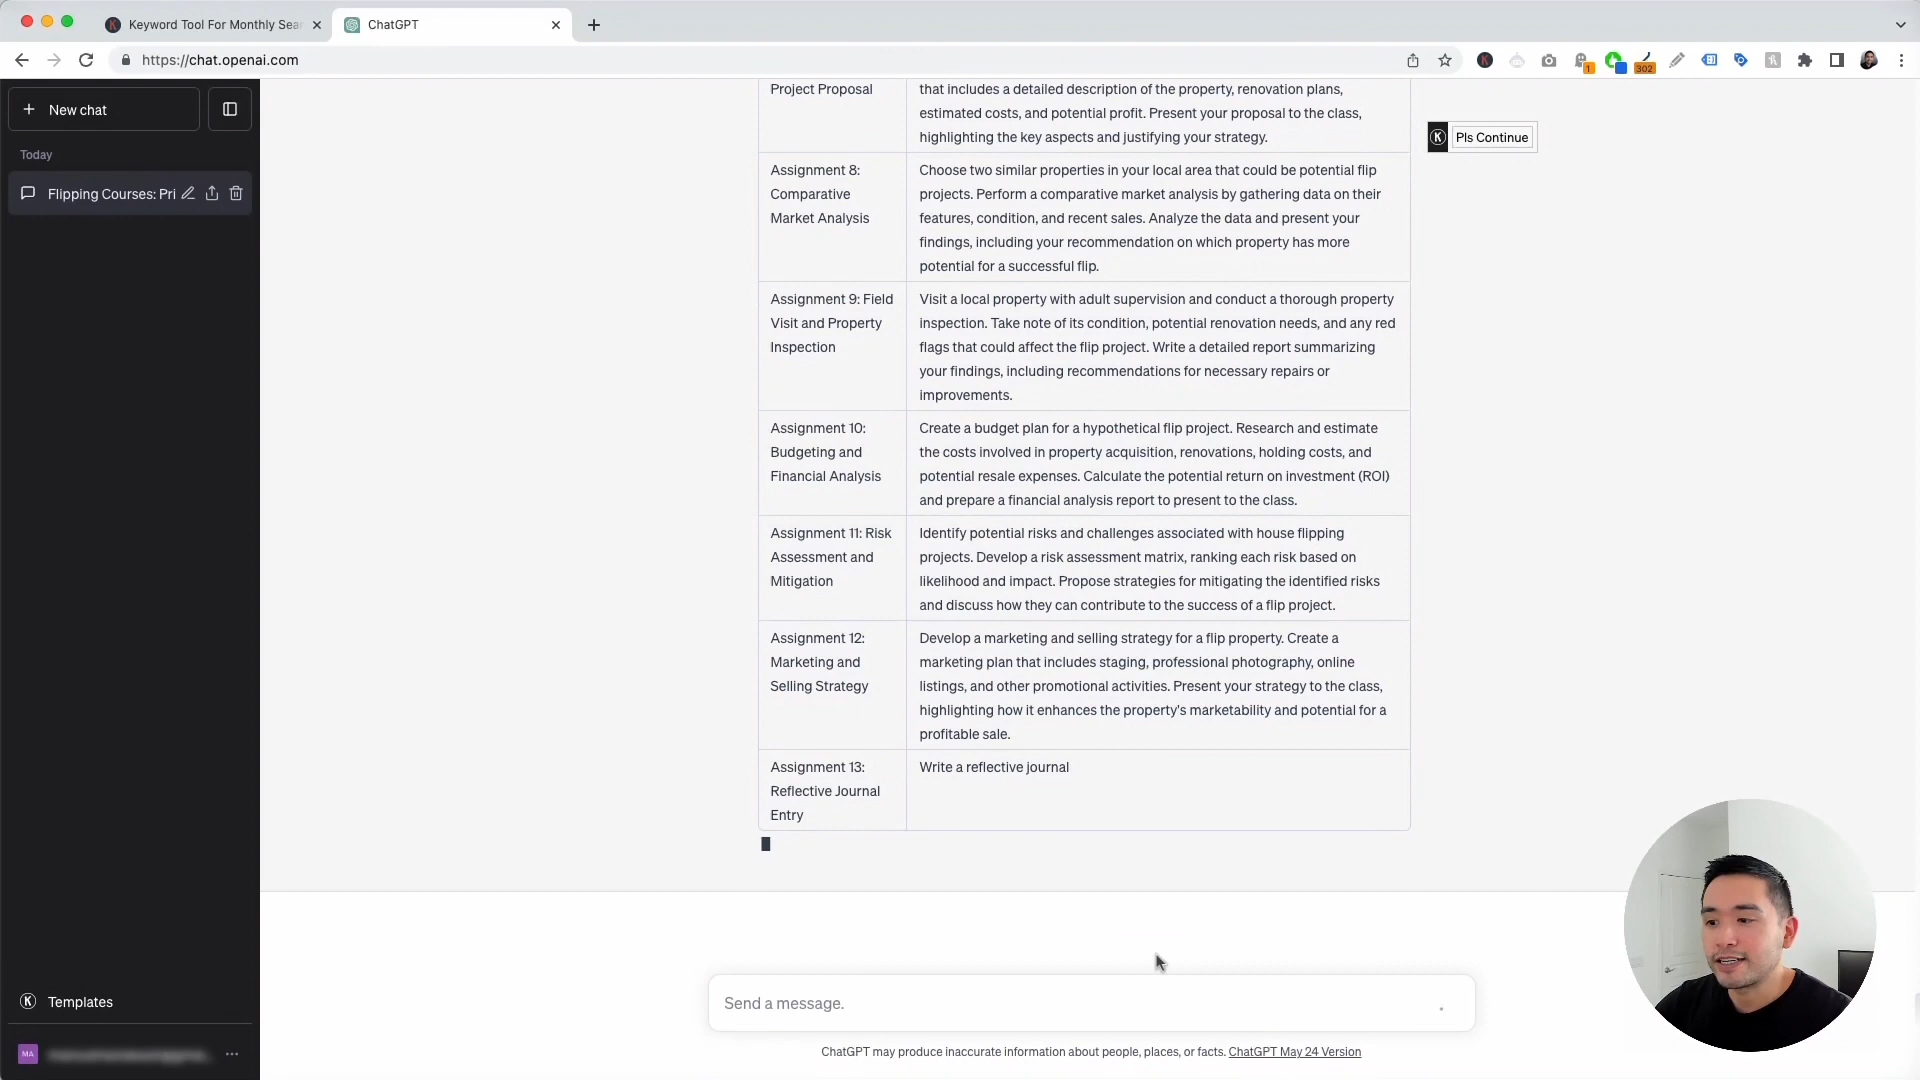 Keyword Tool For Monthly Sea
ChatGPT
https://chat.openai.com
1
302
New chat
Today
Flipping Courses: Pri
Project Proposal
that includes a detailed description of the property, renovation plans,
estimated costs, and potential profit. Present your proposal to the class,
highlighting the key aspects and justifying your strategy.
K Pls Continue
Assignment 8:
Comparative
Market Analysis
Choose two similar properties in your local area that could be potential flip
projects. Perform a comparative market analysis by gathering data on their
features, condition, and recent sales. Analyze the data and present your
findings, including your recommendation on which property has more
potential for a successful flip.
Assignment 9: Field
Visit and Property
Inspection
Visit a local property with adult supervision and conduct a thorough property
inspection. Take note of its condition, potential renovation needs, and any red
flags that could affect the flip project. Write a detailed report summarizing
your findings, including recommendations for necessary repairs or
improvements.
Assignment 10:
Budgeting and
Financial Analysis
Create a budget plan for a hypothetical flip project. Research and estimate
the costs involved in property acquisition, renovations, holding costs, and
potential resale expenses. Calculate the potential return on investment (ROI)
and prepare a financial analysis report to present to the class.
Assignment 11: Risk
Assessment and
Mitigation
Identify potential risks and challenges associated with house flipping
projects. Develop a risk assessment matrix, ranking each risk based on
likelihood and impact. Propose strategies for mitigating the identified risks
and discuss how they can contribute to the success of a flip project.
Assignment 12:
Marketing and
Selling Strategy
Develop a marketing and selling strategy for a flip property. Create a
marketing plan that includes staging, professional photography, online
listings, and other promotional activities. Present your strategy to the class,
highlighting how it enhances the property's marketability and potential for a
profitable sale.
Assignment 13:
Reflective Journal
Entry
Write a reflective journal
K Templates
MA
Send a message.
ChatGPT may produce inaccurate information about people, places, or facts. ChatGPT May 24 Version